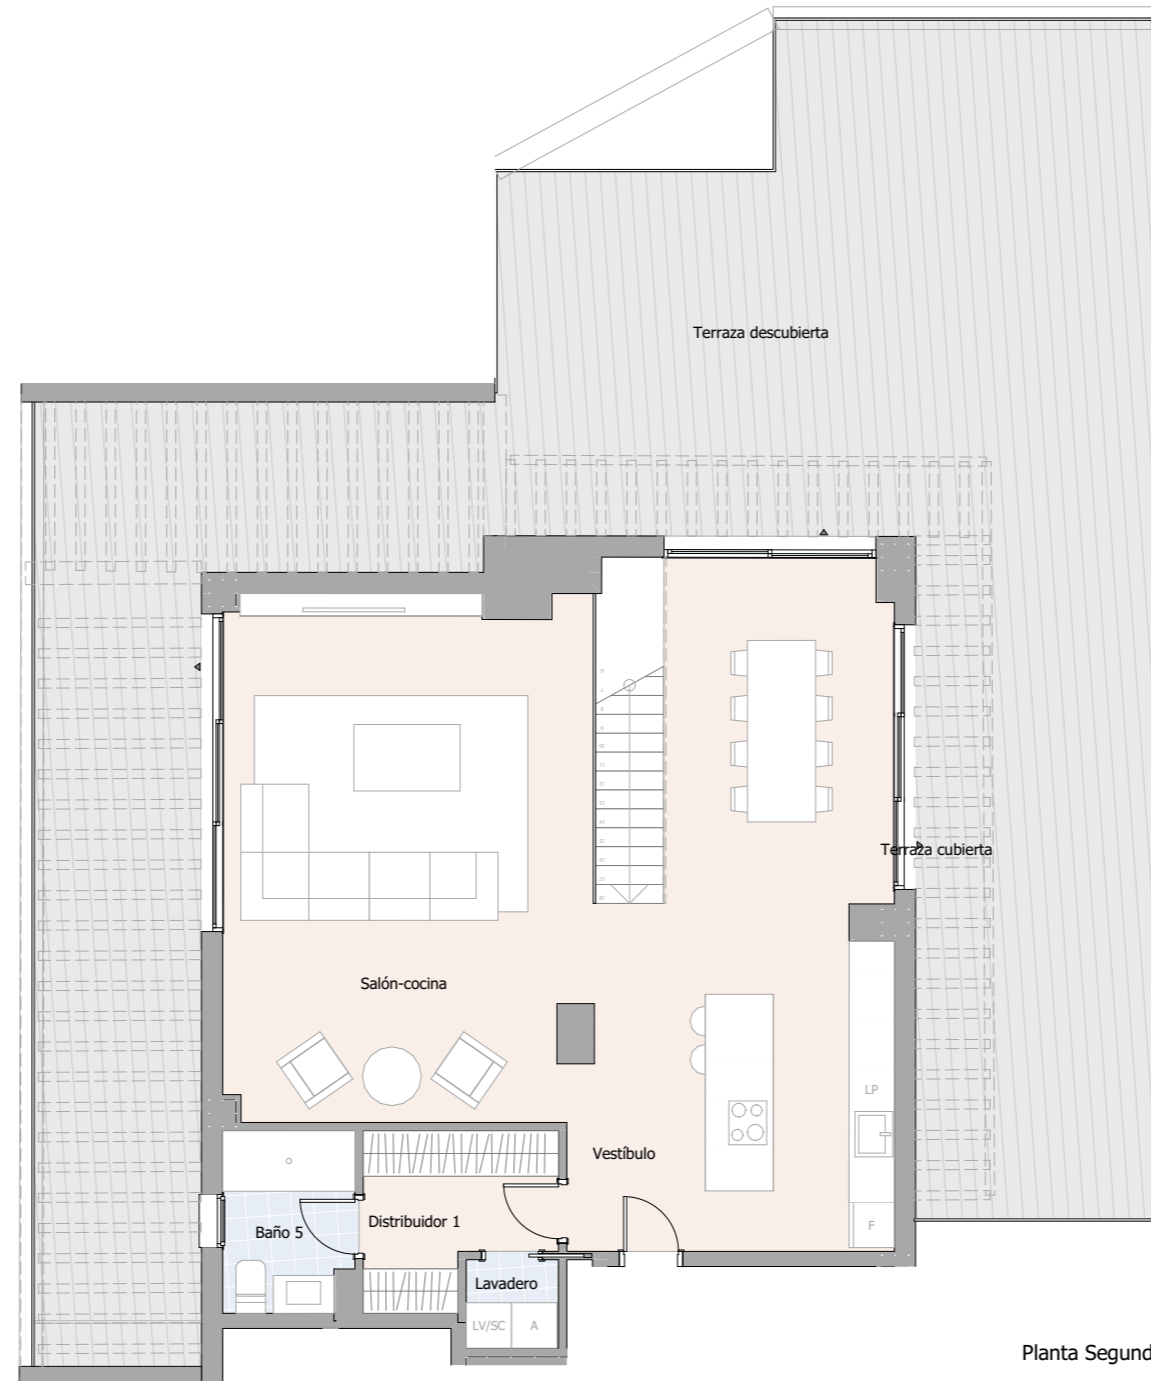 Terraza descubierta
Terraza cubierta
Salón-cocina
LP
Vestíbulo
Distribuidor 1
F
Baño 5
Lavadero
LV/SC
A
Planta Segund